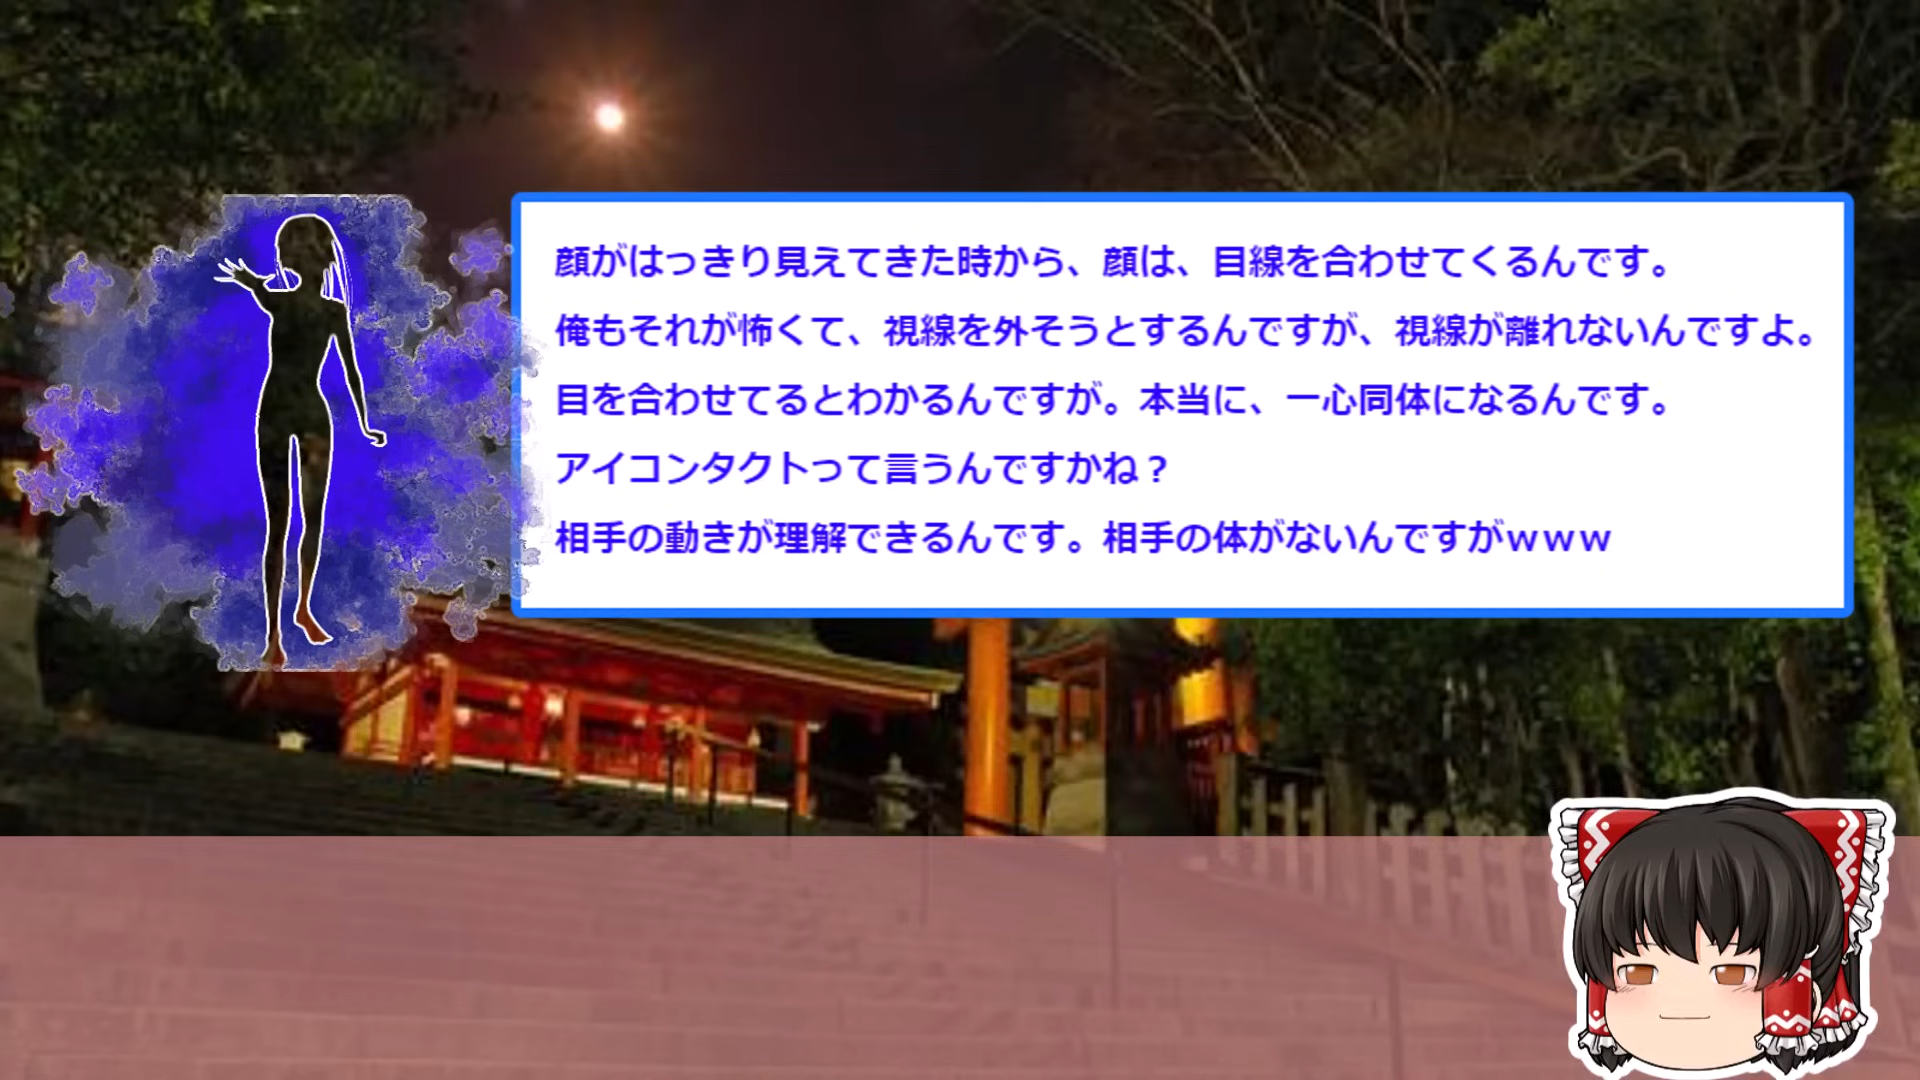 顔がはっきり見えてきた時から、顔は、目線を合わせてくるんです。
俺もそれが怖くて、視線を外そうとするんですが、視線が離れないんですよ。
目を合わせてるとわかるんですが。本当に、一心同体になるんです。
アイコンタクトって言うんですかね？
相手の動きが理解できるんです。相手の体がないんですがｗｗｗ